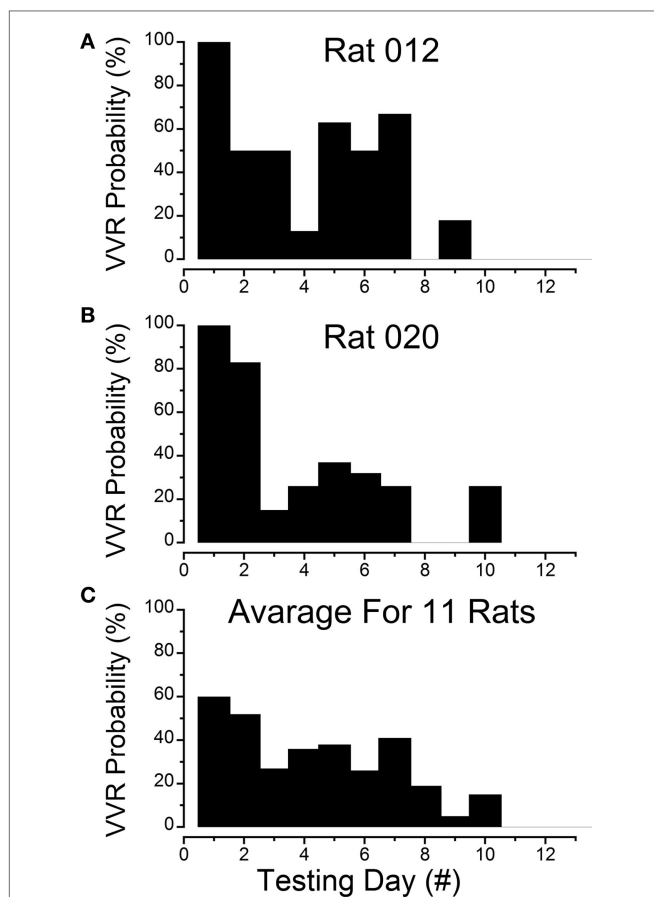 A
Rat 012
VVR Probability (%)
100
80
60
40
20
0
0 2 4 6 8 10 12
B
Rat 020
VVR Probability (%)
100
80
60
40
20
0
0 2 4 6 8 10 12
C
Avarage For 11 Rats
VVR Probability (%)
100
80
60
40
20
0
0 2 4 6 8 10 12
Testing Day (#)